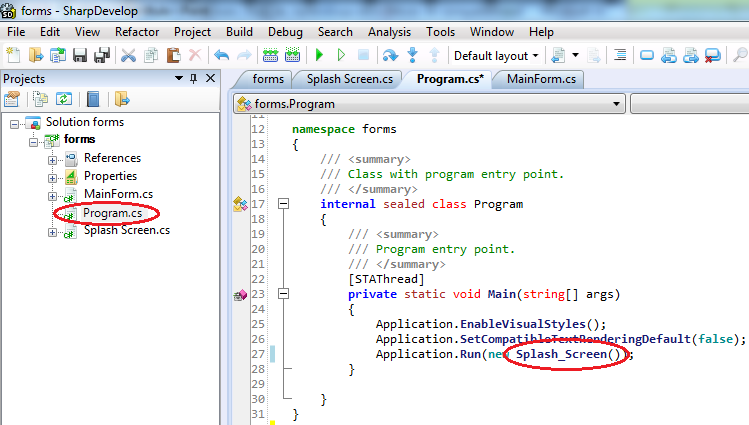 forms - SharpDevelop
File Edit View Refactor Project Build Debug Search Analysis Tools Window Help
Default layout
Projects
forms Splash Screen.cs Program.cs* MainForm.cs
forms.Program
Solution forms
forms
References
Properties
MainForm.cs
Program.cs
Splash Screen.cs
11
12 namespace forms
13 {
14 /// <summary>
15 /// Class with program entry point.
16 /// </summary>
17 internal sealed class Program
18 {
19 /// <summary>
20 /// Program entry point.
21 /// </summary>
22 [STAThread]
23 private static void Main(string[] args)
24 {
25 Application.EnableVisualStyles();
26 Application.SetCompatibleTextRenderingDefault(false);
27 Application.Run(new Splash_Screen());
28 }
29
30 }
31 }